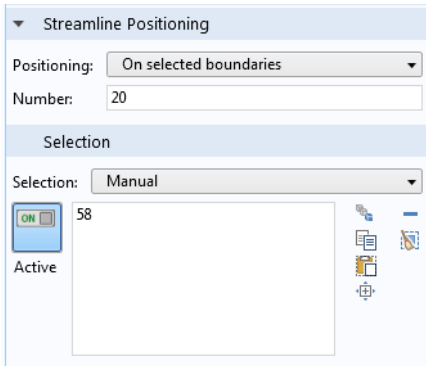 Streamline Positioning
Positioning: On selected boundaries
Number: 20
Selection
Selection: Manual
ON
58
Active